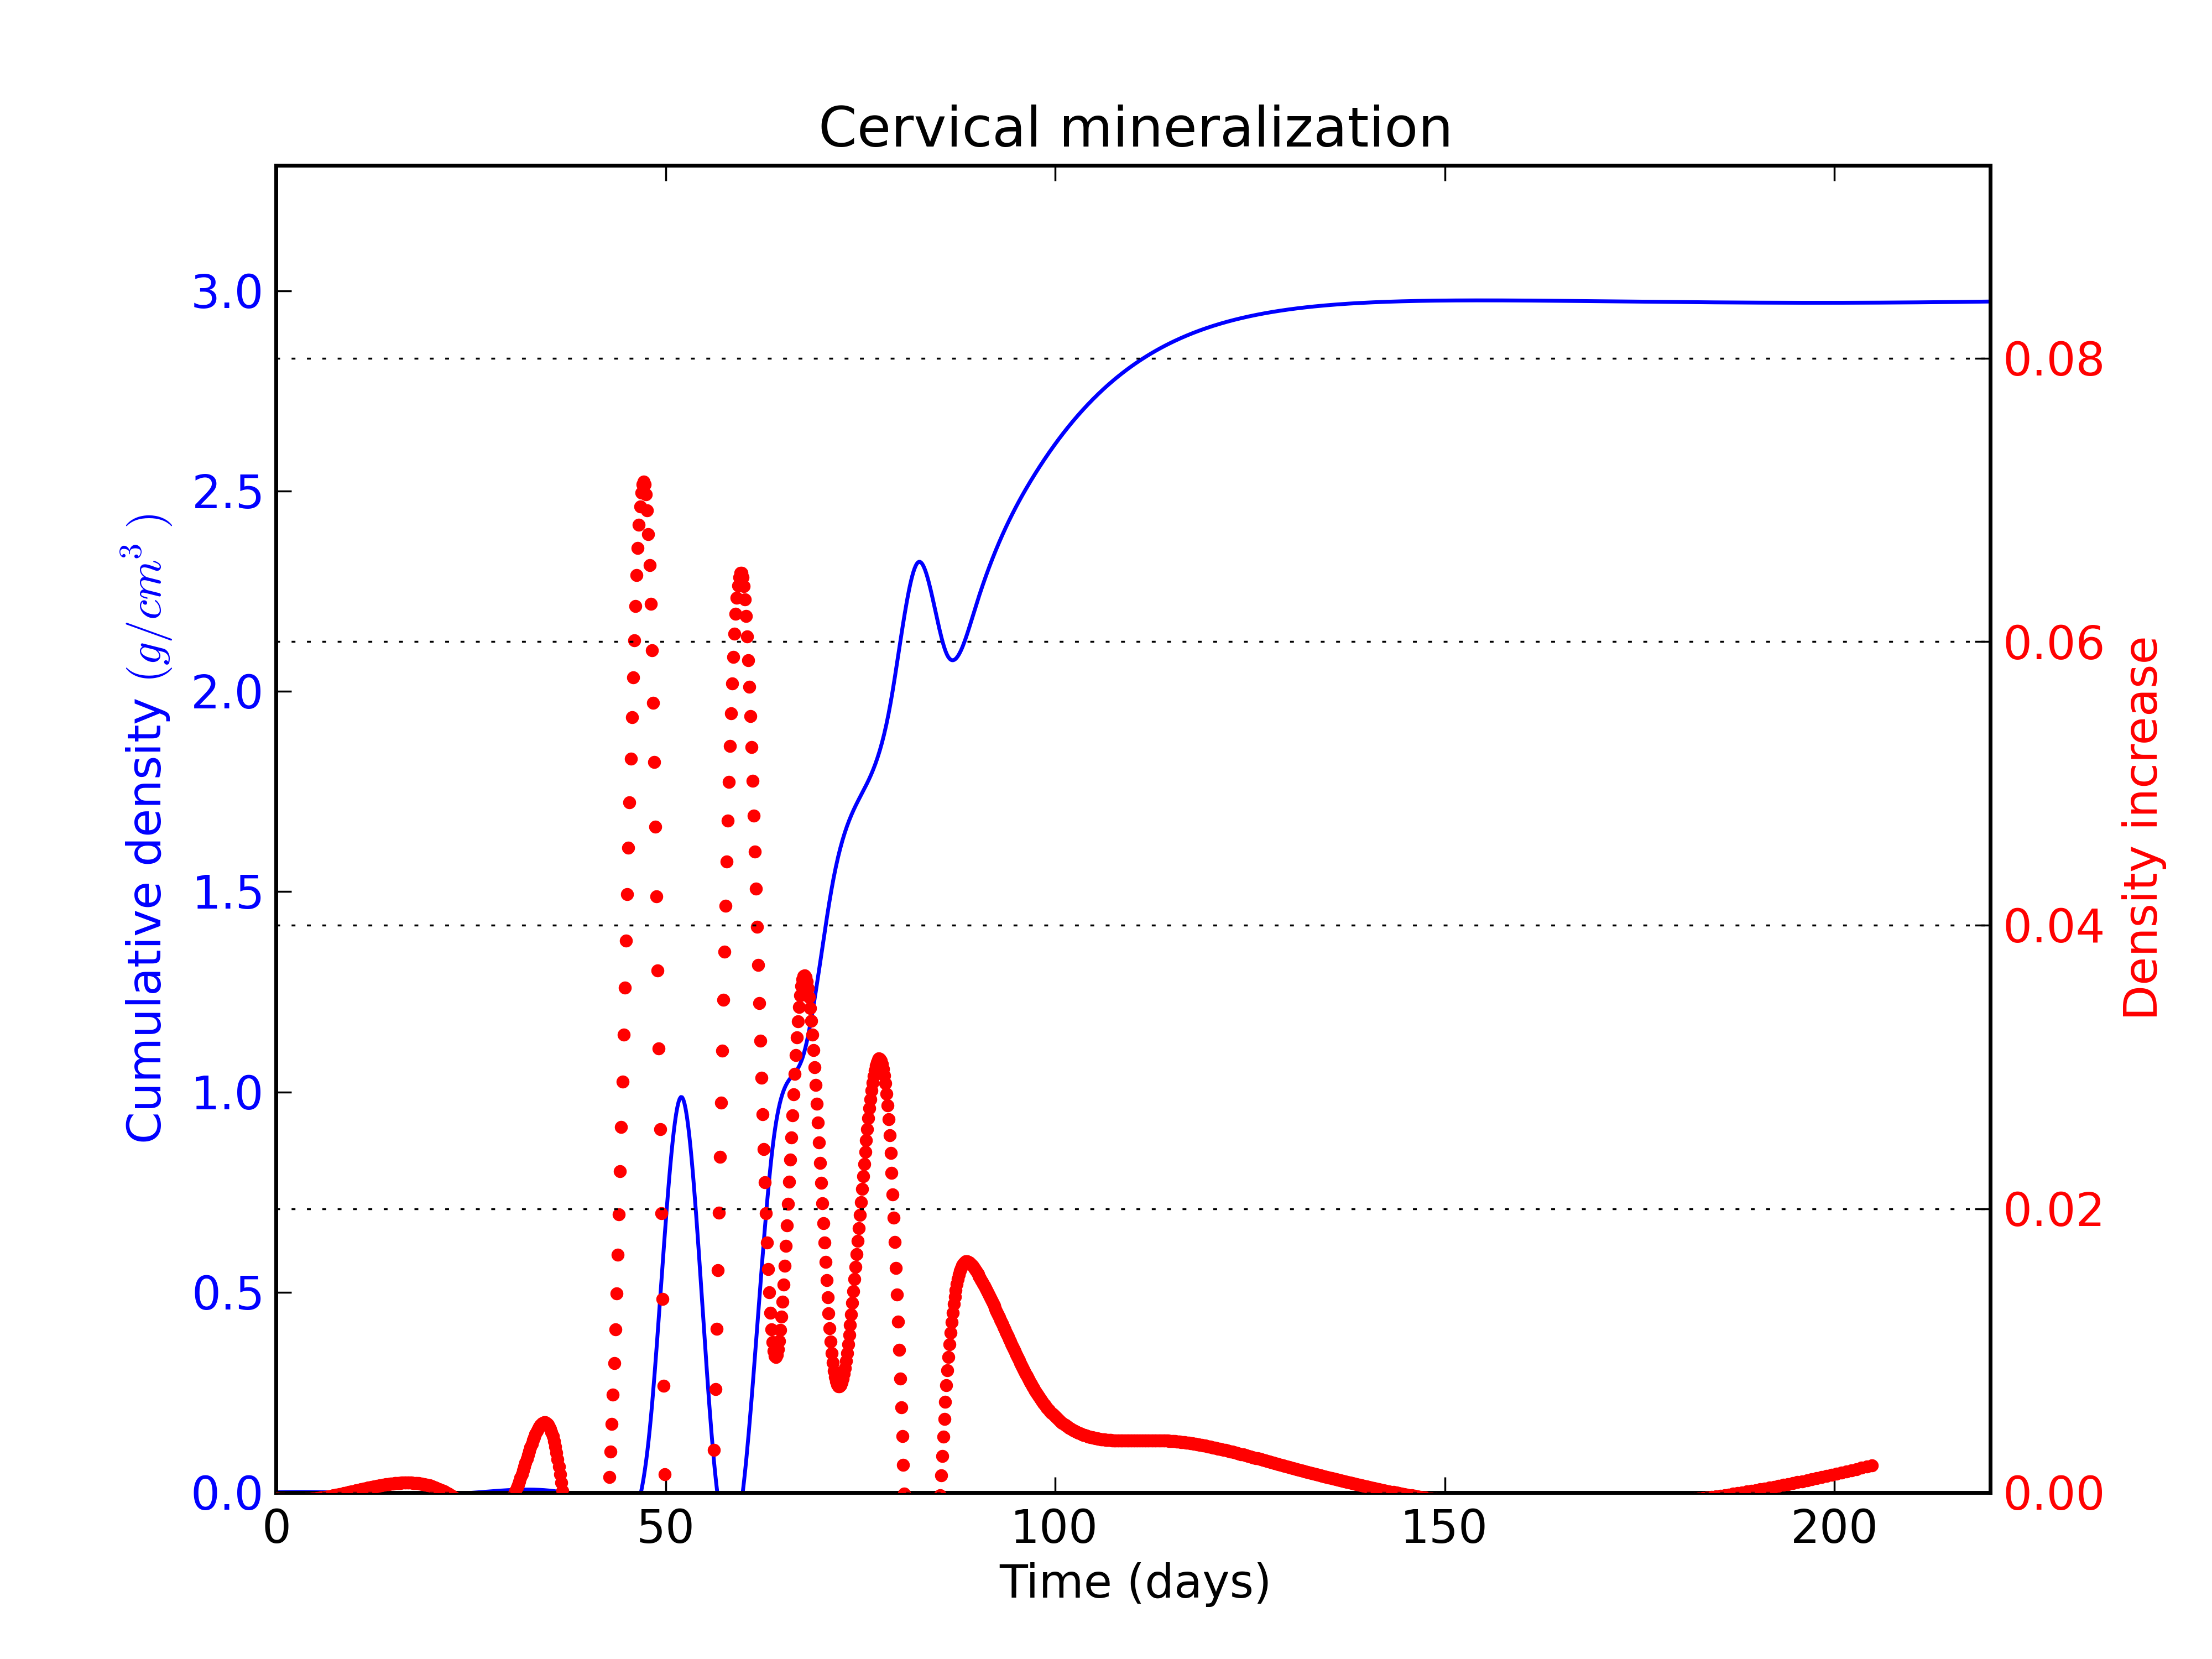 Cervical mineralization
Cumulative density (g/cm³)
3.0
2.5
2.0
1.5
1.0
0.5
0.0
0.08
0.06
0.04
0.02
0.00
Density increase
0 50 100 150 200
Time (days)